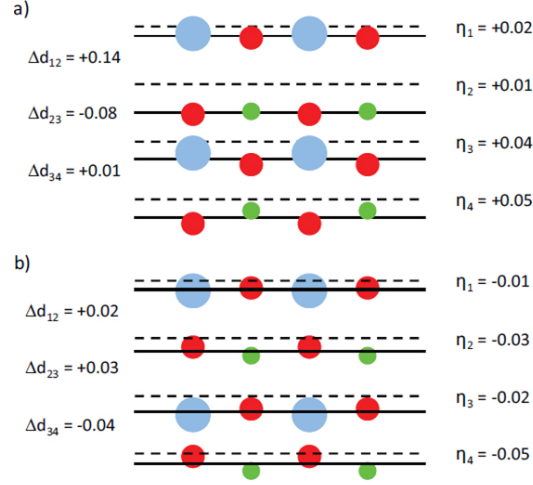 a)
η₁ = +0.02
Δd₁₂ = +0.14
η₂ = +0.01
Δd₂₃ = -0.08
η₃ = +0.04
Δd₃₄ = +0.01
η₄ = +0.05
b)
η₁ = -0.01
Δd₁₂ = +0.02
η₂ = -0.03
Δd₂₃ = +0.03
η₃ = -0.02
Δd₃₄ = -0.04
η₄ = -0.05